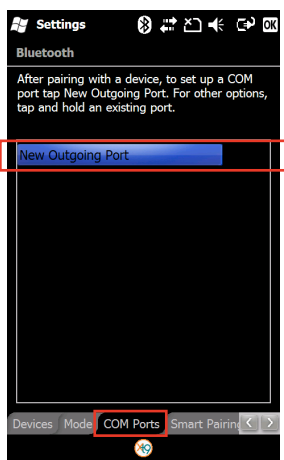 Settings OK
Bluetooth
After pairing with a device, to set up a COM
port tap New Outgoing Port. For other options,
tap and hold an existing port.
New Outgoing Port
Devices Mode COM Ports Smart Pairing